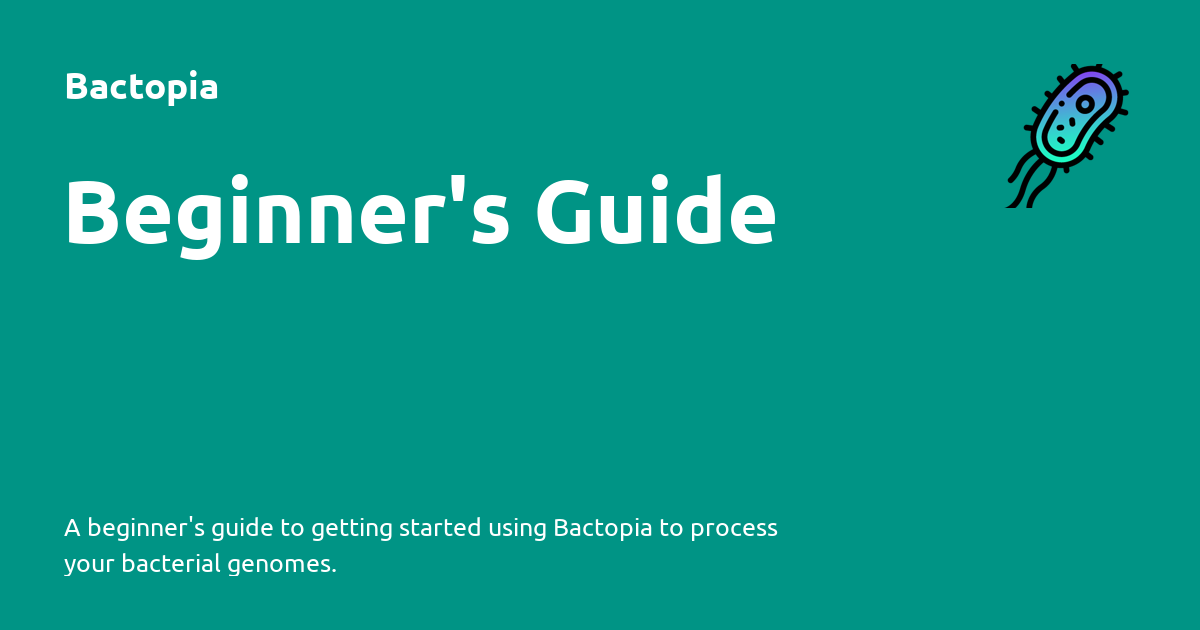 Bactopia
Beginner's Guide
A beginner's guide to getting started using Bactopia to process
your bacterial genomes.